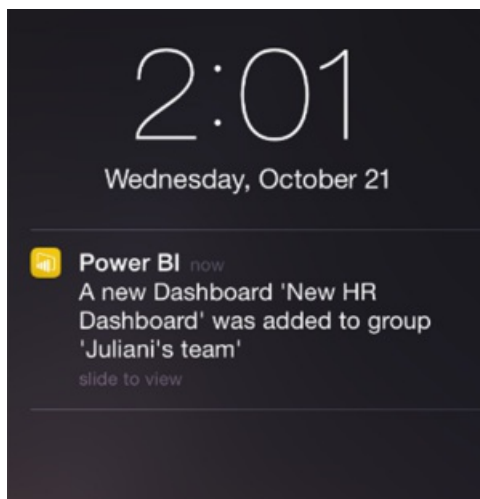 2:01
Wednesday, October 21
Power BI now
A new Dashboard 'New HR
Dashboard' was added to group
'Juliani's team'
slide to view